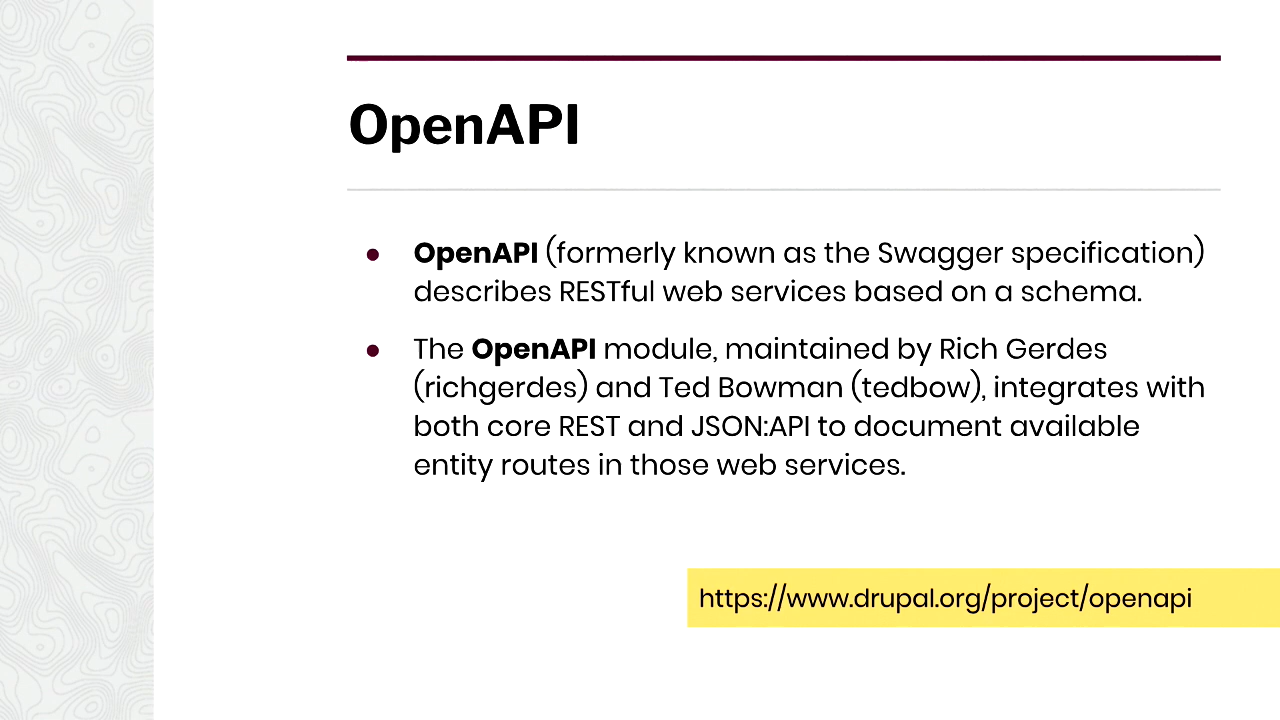 OpenAPI
● OpenAPI (formerly known as the Swagger specification)
describes RESTful web services based on a schema.
● The OpenAPI module, maintained by Rich Gerdes
(richgerdes) and Ted Bowman (tedbow), integrates with
both core REST and JSON:API to document available
entity routes in those web services.
https://www.drupal.org/project/openapi